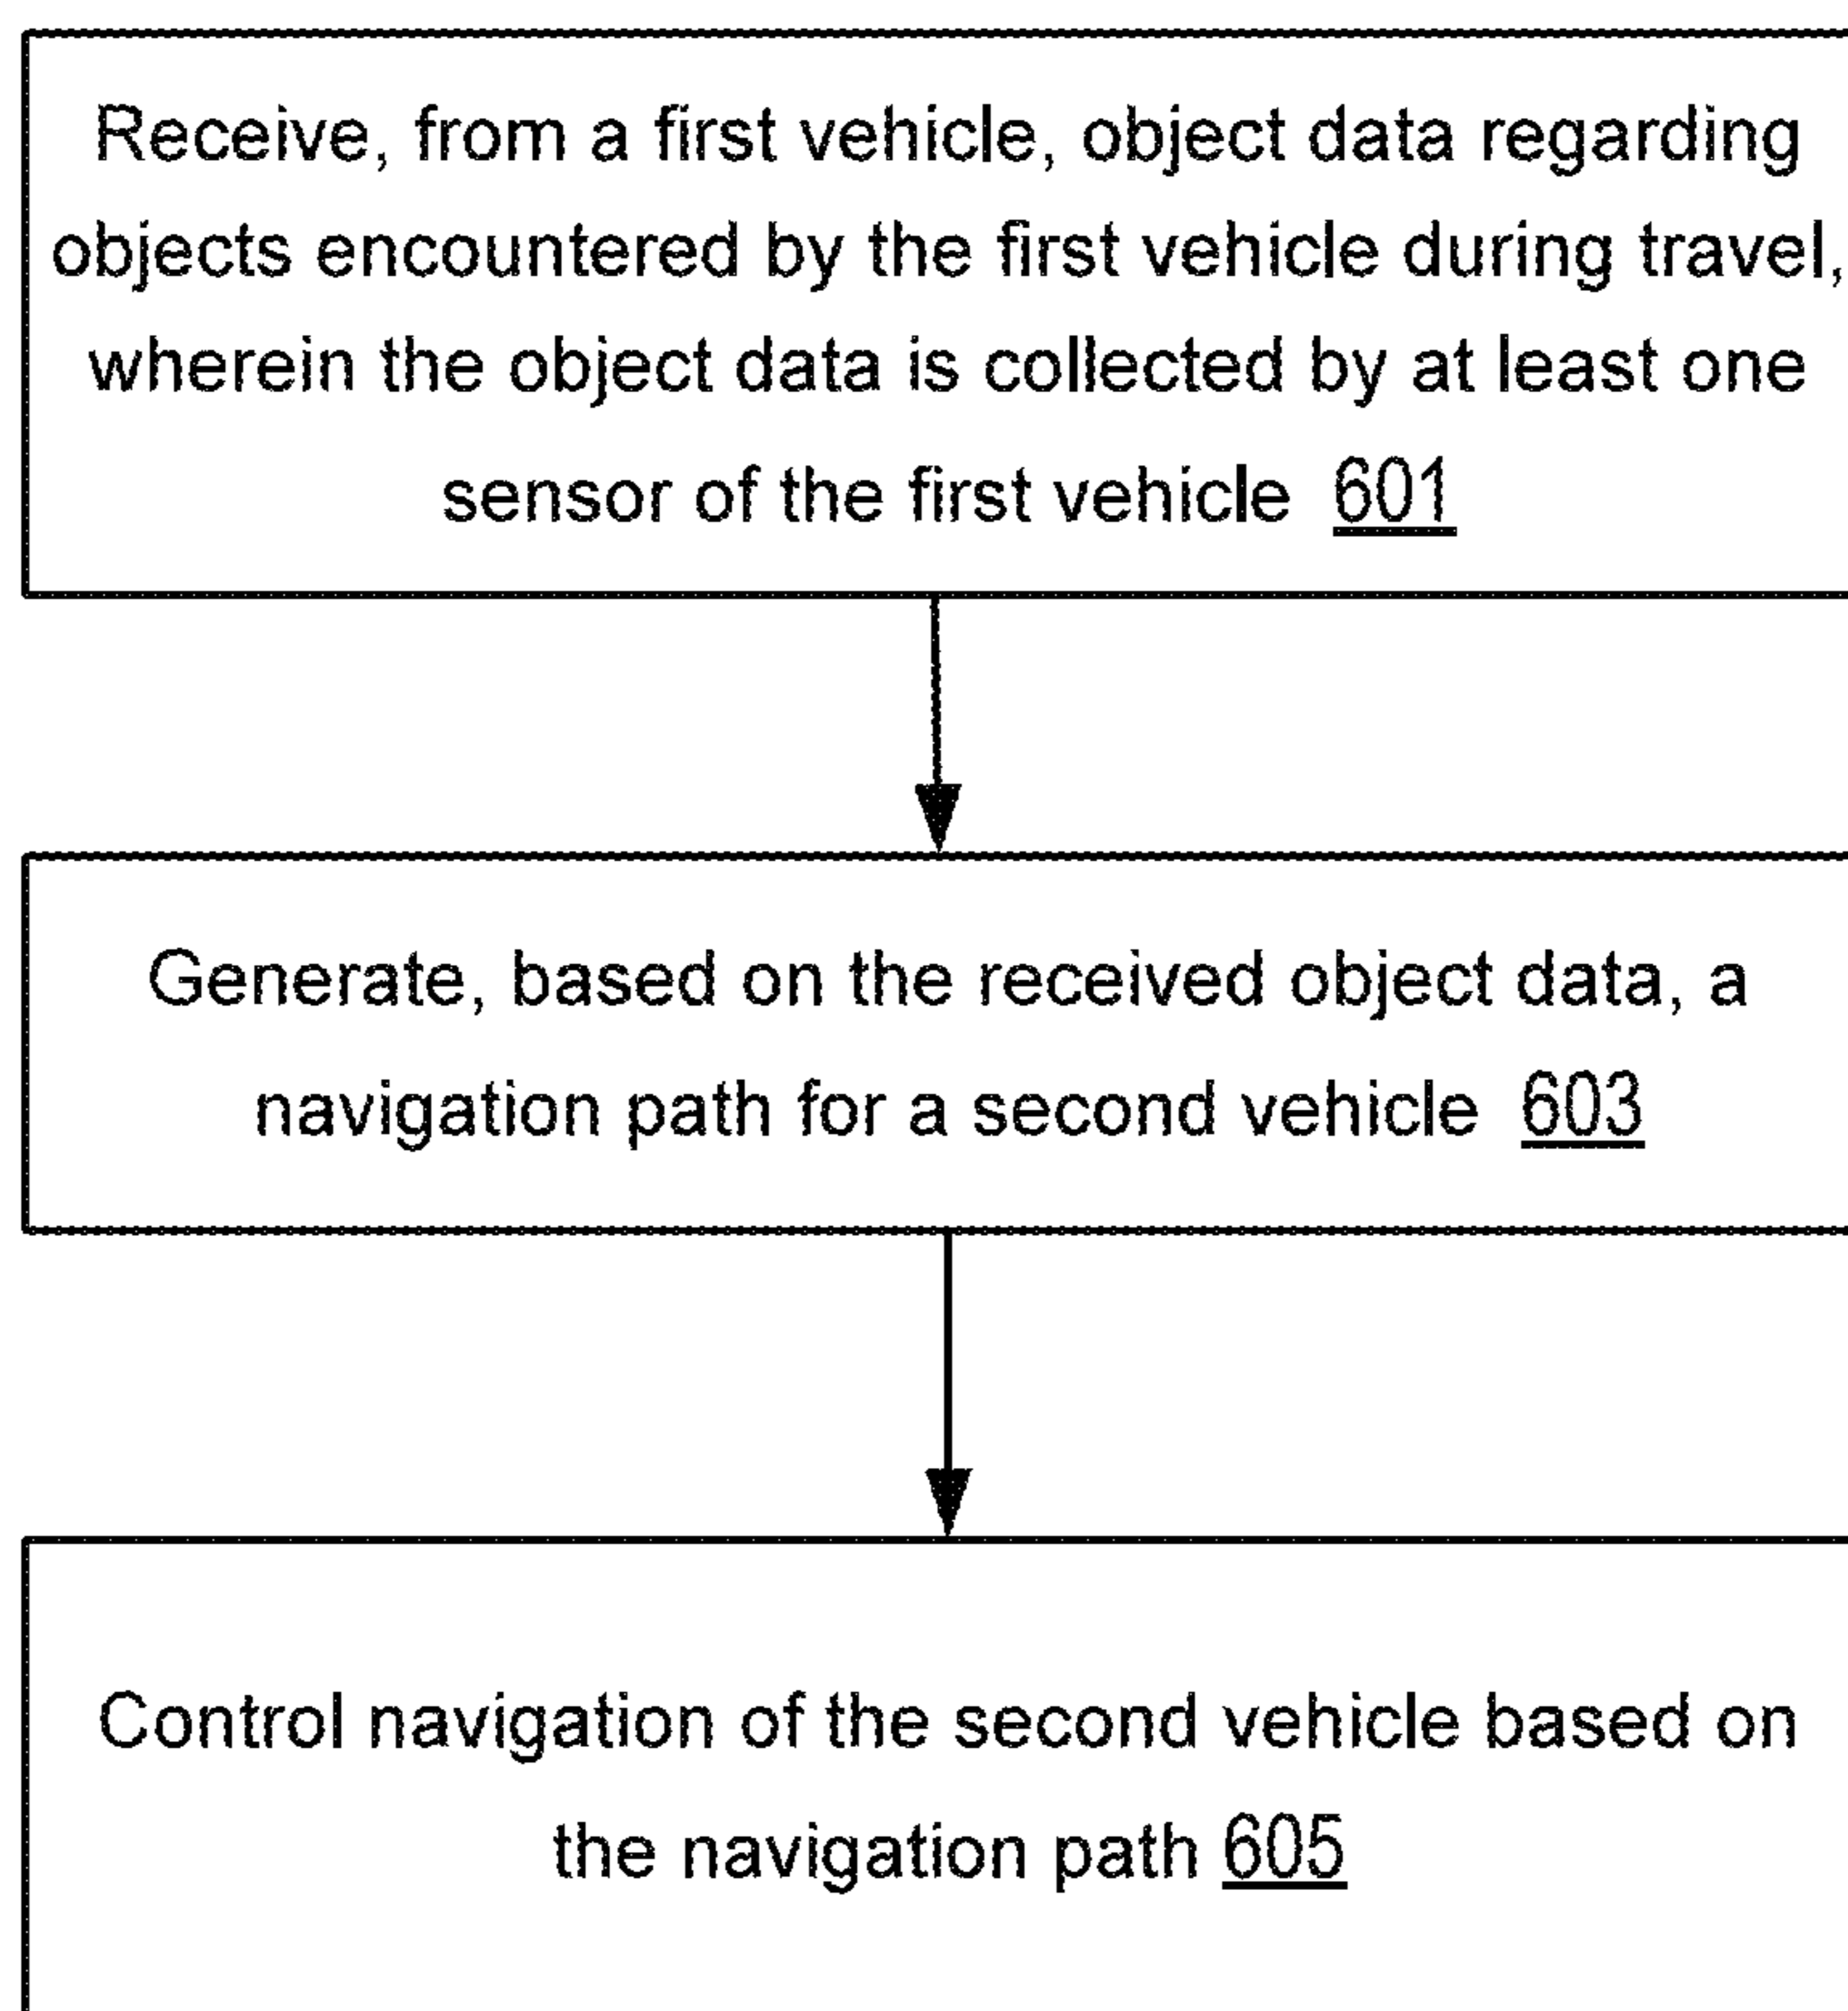 Receive, from a first vehicle, object data regarding
objects encountered by the first vehicle during travel,
wherein the object data is collected by at least one
sensor of the first vehicle 601
Generate, based on the received object data, a
navigation path for a second vehicle 603
Control navigation of the second vehicle based on
the navigation path 605